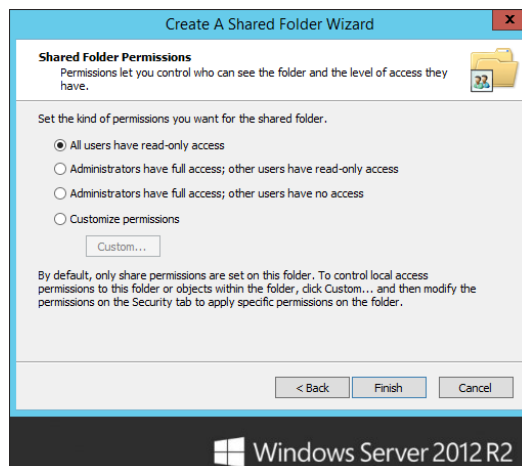 Create A Shared Folder Wizard
x
Shared Folder Permissions
Permissions let you control who can see the folder and the level of access they
have.
Set the kind of permissions you want for the shared folder.
All users have read-only access
Administrators have full access; other users have read-only access
Administrators have full access; other users have no access
Customize permissions
Custom...
By default, only share permissions are set on this folder. To control local access
permissions to this folder or objects within the folder, click Custom... and then modify the
permissions on the Security tab to apply specific permissions on the folder.
< Back Finish Cancel
Windows Server 2012 R2